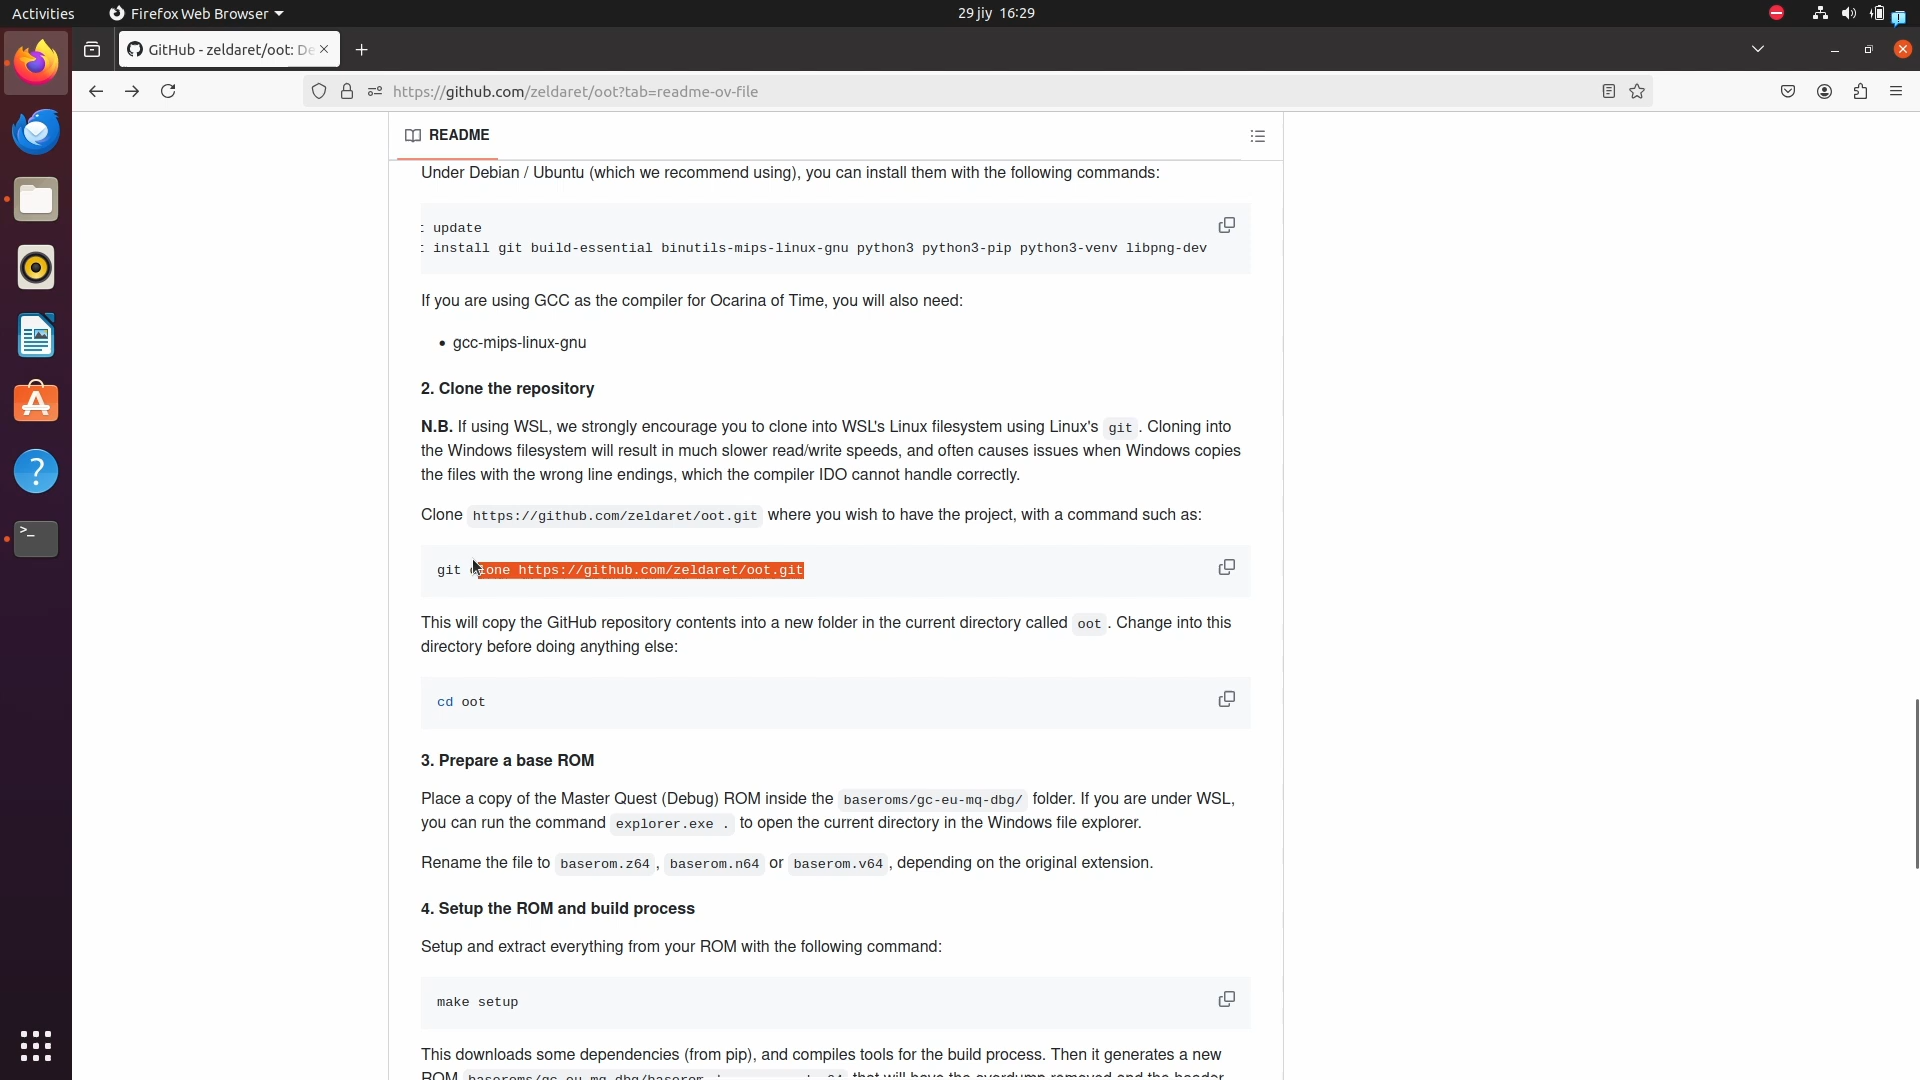 Activities
Firefox Web Browser
29 jiy 16:29
GitHub - zeldaret/oot: De
https://github.com/zeldaret/oot?tab=readme-ov-file
README
Under Debian / Ubuntu (which we recommend using), you can install them with the following commands:
update
install git build-essential binutils-mips-linux-gnu python3 python3-pip python3-venv libpng-dev
If you are using GCC as the compiler for Ocarina of Time, you will also need:
• gcc-mips-linux-gnu
2. Clone the repository
N.B. If using WSL, we strongly encourage you to clone into WSL's Linux filesystem using Linux's git. Cloning into
the Windows filesystem will result in much slower read/write speeds, and often causes issues when Windows copies
the files with the wrong line endings, which the compiler IDO cannot handle correctly.
Clone https://github.com/zeldaret/oot.git where you wish to have the project, with a command such as:
git clone https://github.com/zeldaret/oot.git
This will copy the GitHub repository contents into a new folder in the current directory called oot. Change into this
directory before doing anything else:
cd oot
3. Prepare a base ROM
Place a copy of the Master Quest (Debug) ROM inside the baseroms/gc-eu-mq-dbg/ folder. If you are under WSL,
you can run the command explorer.exe . to open the current directory in the Windows file explorer.
Rename the file to baserom.z64, baserom.n64 or baserom.v64, depending on the original extension.
4. Setup the ROM and build process
Setup and extract everything from your ROM with the following command:
make setup
This downloads some dependencies (from pip), and compiles tools for the build process. Then it generates a new
ROM that will have the overdump removed and the header